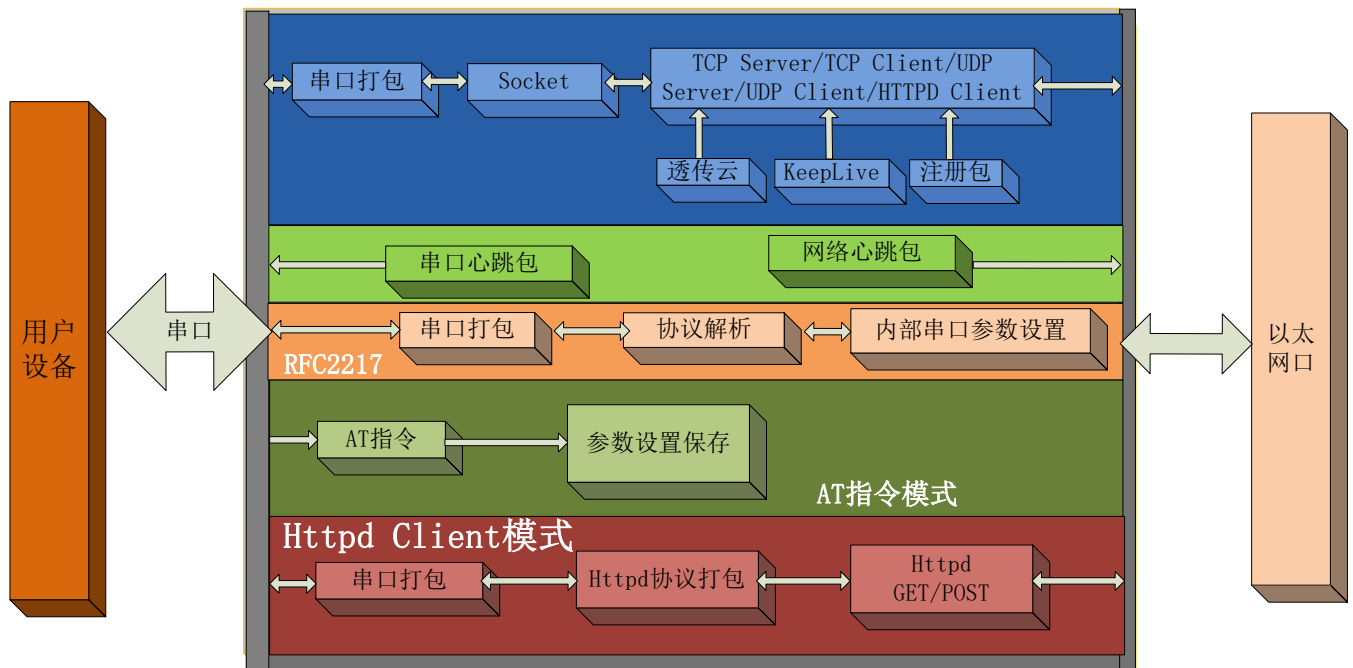 串口打包
Socket
TCP Server/TCP Client/UDP
Server/UDP Client/HTTPD Client
透传云
KeepLive
注册包
串口心跳包
网络心跳包
用户
设备
串口
串口打包
协议解析
内部串口参数设置
RFC2217
以太
网口
AT指令
参数设置保存
AT指令模式
Httpd Client模式
串口打包
Httpd协议打包
Httpd
GET/POST